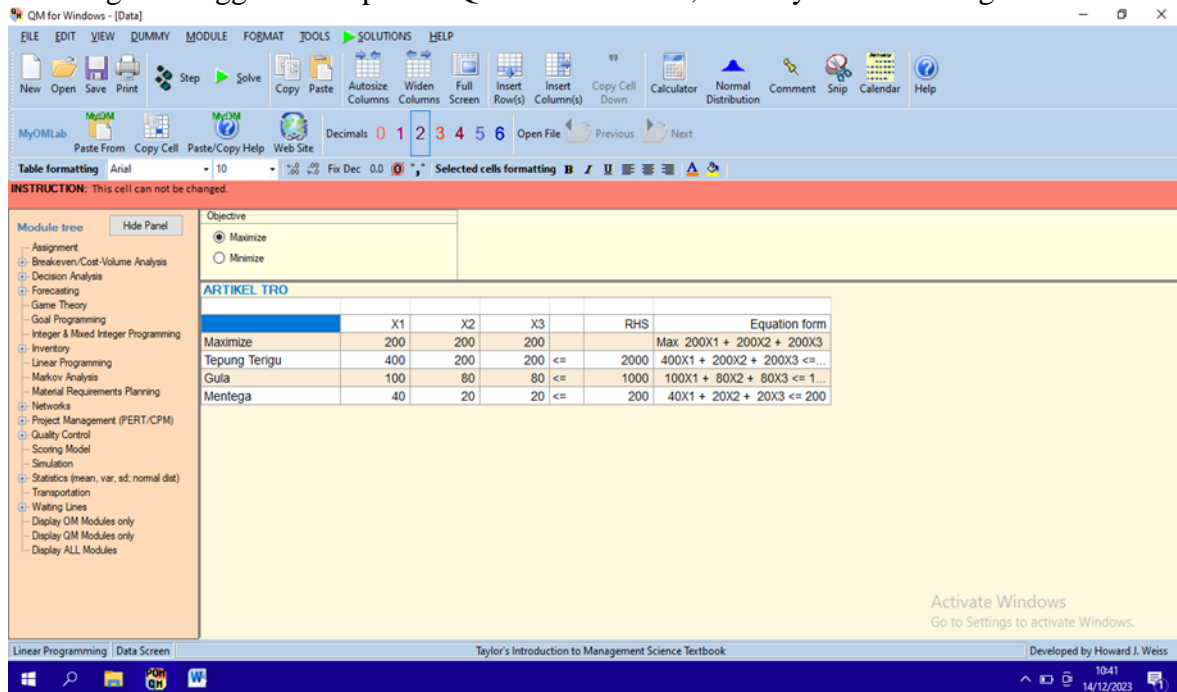 QM for Windows - [Data]
FILE EDIT VIEW DUMMY MODULE FORMAT TOOLS SOLUTIONS HELP
New Open Save Print Step Solve Copy Paste Autosize Columns Widen Columns Full Screen Insert Row(s) Insert Column(s) Copy Cell Down Calculator Normal Distribution Comment Snip Calendar Help
MyOMLab Paste From Copy Cell Paste/Copy Help Web Site Decimals 0 1 2 3 4 5 6 Open File Previous Next
Table formatting Arial 10 Fix Dec 0.0 Selected cells formatting B I U
INSTRUCTION: This cell can not be changed.
Module tree Hide Panel
Assignment
Breakeven/Cost-Volume Analysis
Decision Analysis
Forecasting
Game Theory
Goal Programming
Integer & Mixed Integer Programming
Inventory
Linear Programming
Markov Analysis
Material Requirements Planning
Networks
Project Management (PERT/CPM)
Quality Control
Scoring Model
Simulation
Statistics (mean, var, sd; normal dist)
Transportation
Waiting Lines
Display OM Modules only
Display QM Modules only
Display ALL Modules
Objective
Maximize
Minimize
ARTIKEL TRO
X1 X2 X3 RHS Equation form
Maximize 200 200 200 Max 200X1 + 200X2 + 200X3
Tepung Terigu 400 200 200 <= 2000 400X1 + 200X2 + 200X3 <=...
Gula 100 80 80 <= 1000 100X1 + 80X2 + 80X3 <= 1...
Mentega 40 20 20 <= 200 40X1 + 20X2 + 20X3 <= 200
Activate Windows
Go to Settings to activate Windows.
Linear Programming Data Screen Taylor's Introduction to Management Science Textbook Developed by Howard J. Weiss
10:41
14/12/2023